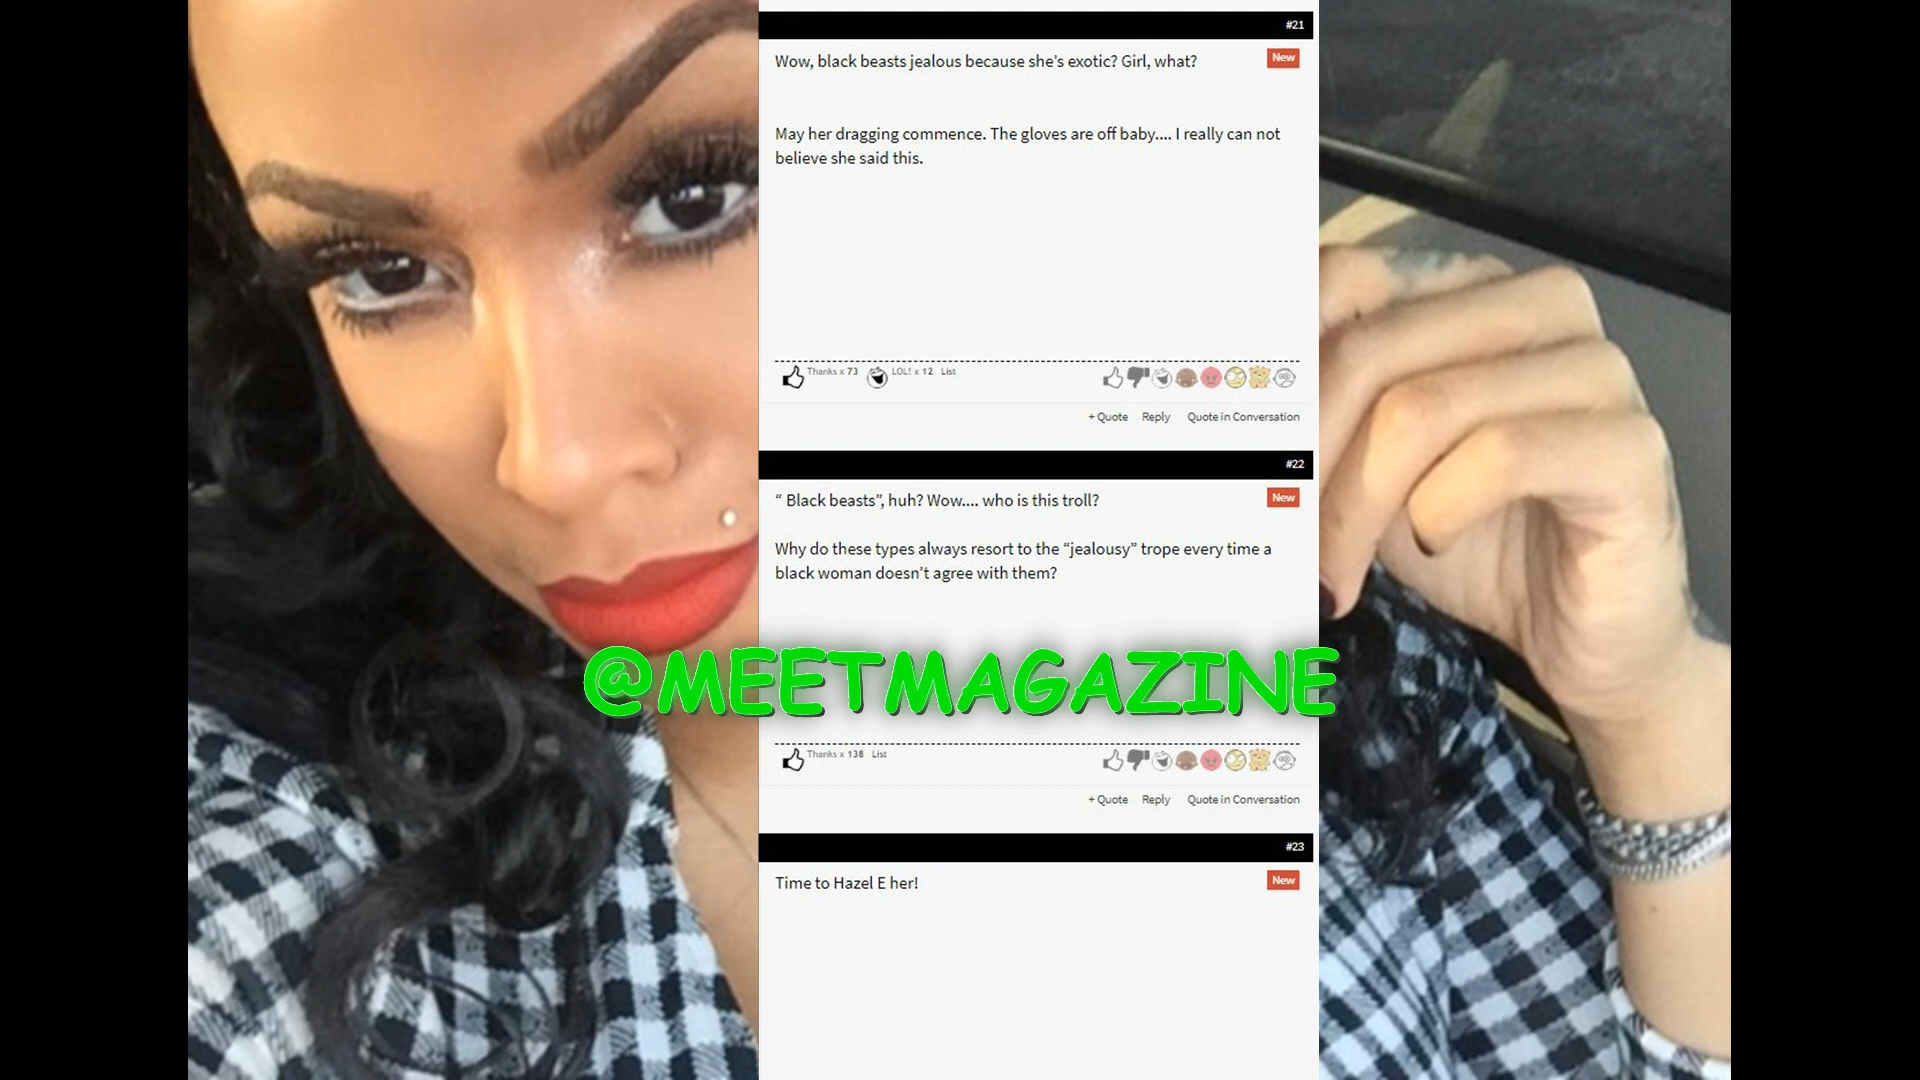 #21
New
Wow, black beasts jealous because she’s exotic? Girl, what?
May her dragging commence. The gloves are off baby.... I really can not
believe she said this.
Thanks x 73 LOL! x 12 List
+ Quote Reply Quote in Conversation
#22
New
“ Black beasts”, huh? Wow.... who is this troll?
Why do these types always resort to the “jealousy” trope every time a
black woman doesn’t agree with them?
@MEETMAGAZINE
Thanks x 138 List
+ Quote Reply Quote in Conversation
#23
New
Time to Hazel E her!